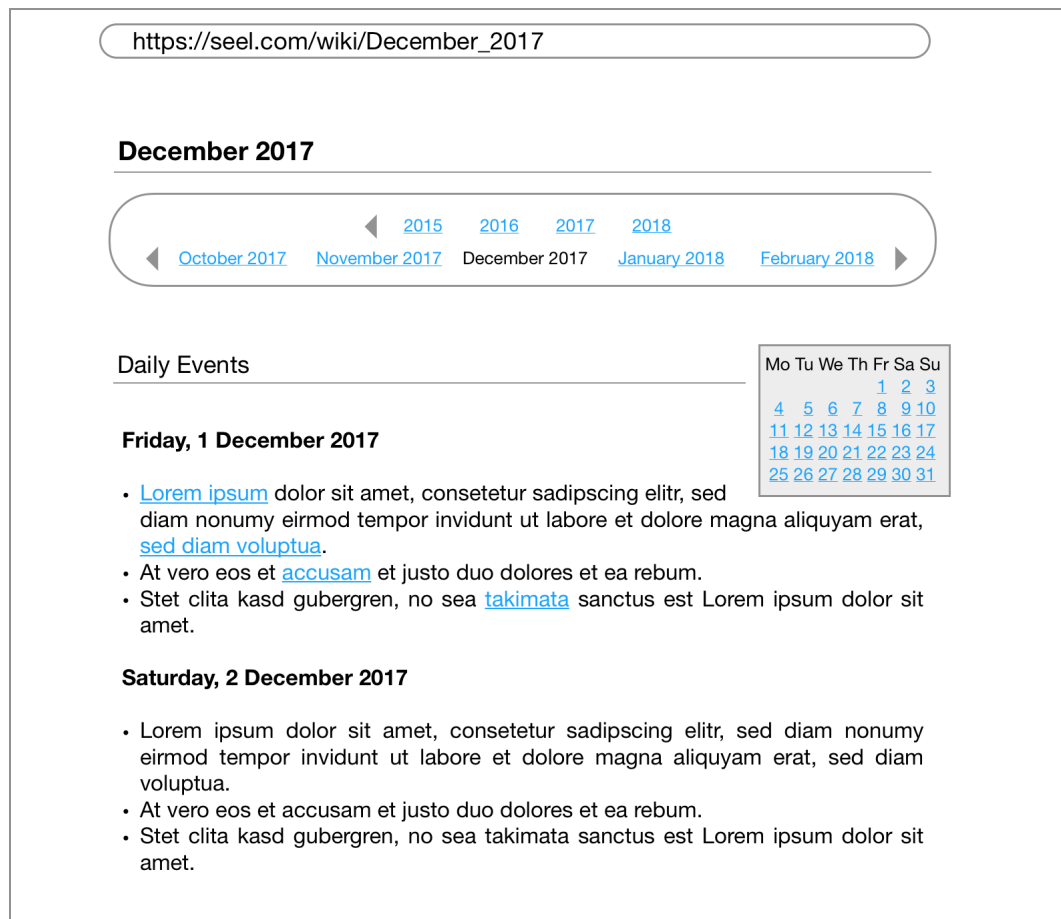 https://seel.com/wiki/December_2017
December 2017
2015 2016 2017 2018
October 2017 November 2017 December 2017 January 2018 February 2018
Daily Events
Mo Tu We Th Fr Sa Su
1 2 3
4 5 6 7 8 9 10
11 12 13 14 15 16 17
18 19 20 21 22 23 24
25 26 27 28 29 30 31
Friday, 1 December 2017
• Lorem ipsum dolor sit amet, consetetur sadipscing elitr, sed
diam nonumy eirmod tempor invidunt ut labore et dolore magna aliquyam erat,
sed diam voluptua.
• At vero eos et accusam et justo duo dolores et ea rebum.
• Stet clita kasd gubergren, no sea takimata sanctus est Lorem ipsum dolor sit
amet.
Saturday, 2 December 2017
• Lorem ipsum dolor sit amet, consetetur sadipscing elitr, sed diam nonumy
eirmod tempor invidunt ut labore et dolore magna aliquyam erat, sed diam
voluptua.
• At vero eos et accusam et justo duo dolores et ea rebum.
• Stet clita kasd gubergren, no sea takimata sanctus est Lorem ipsum dolor sit
amet.